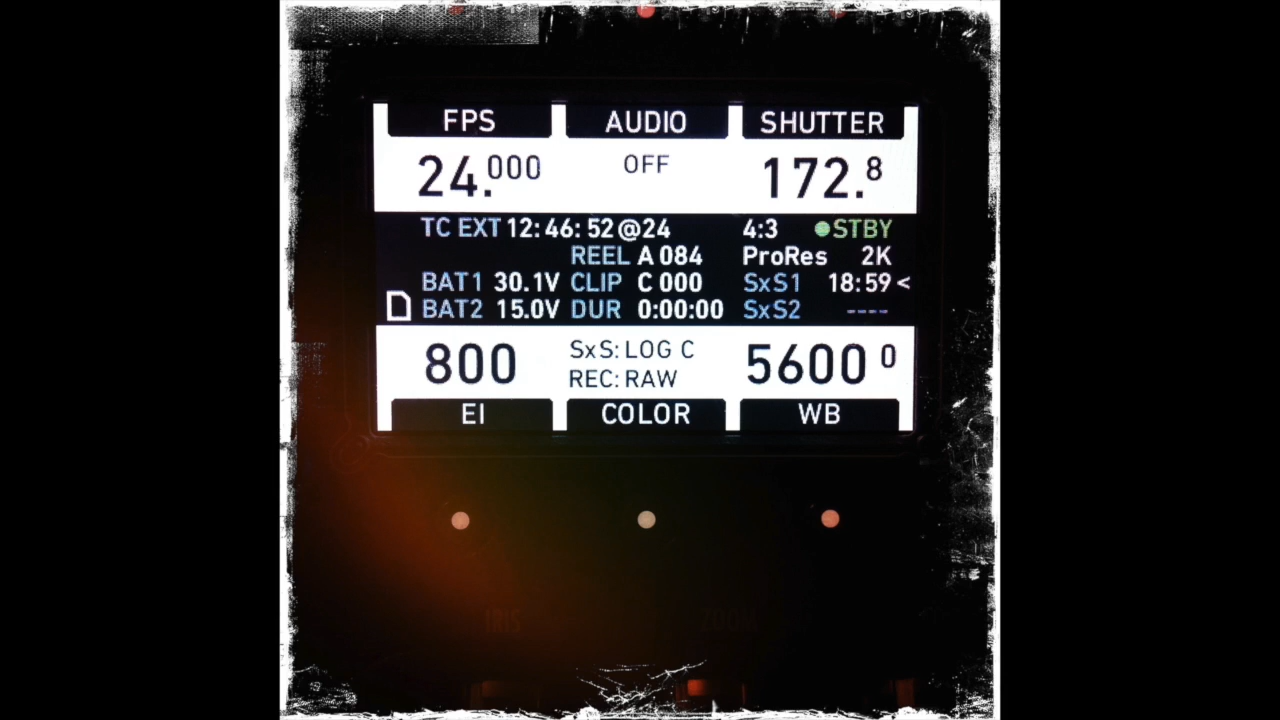 FPS AUDIO SHUTTER
24.000 OFF 172.8
TC EXT 12:46:52@24 4:3 STBY
REEL A 084 ProRes 2K
BAT1 30.1V CLIP C 000 SxS1 18:59 <
BAT2 15.0V DUR 0:00:00 SxS2 ----
800 SxS: LOG C 5600 0
REC: RAW
EI COLOR WB
IRIS ZOOM